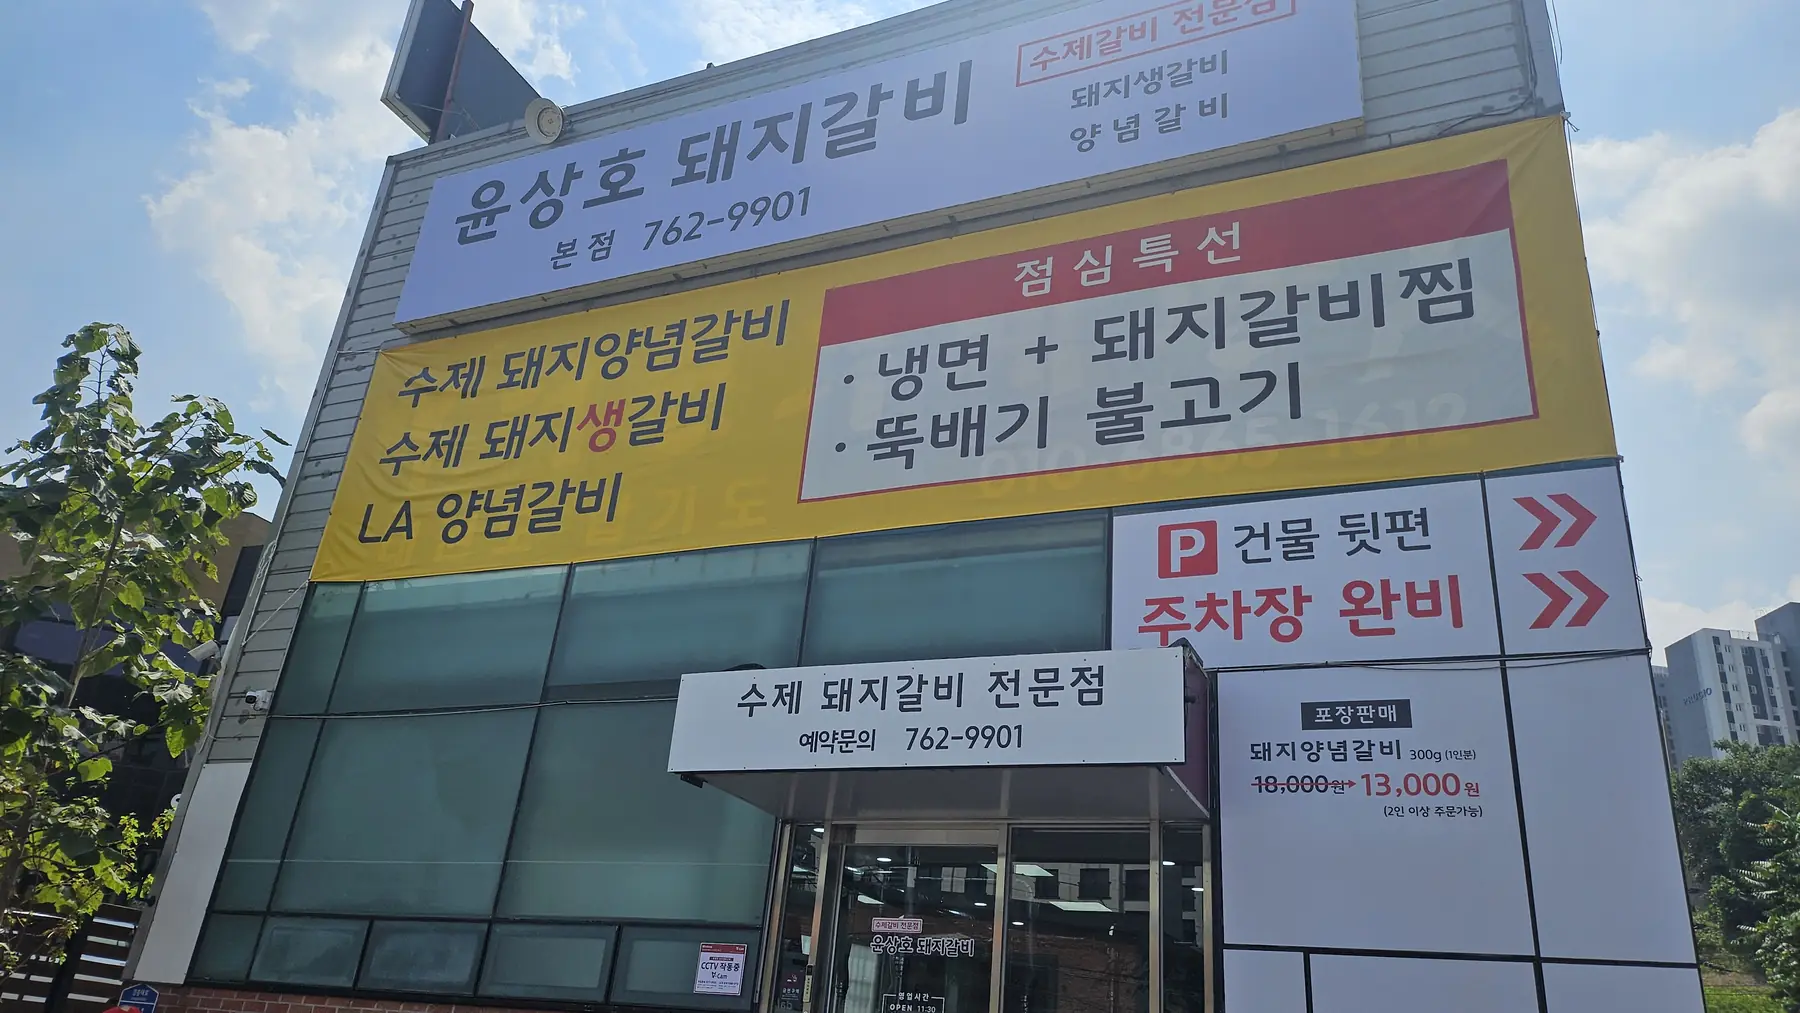 수제갈비 전문점
윤상호 돼지갈비
돼지생갈비
양념갈비
본점 762-9901
점심특선
· 냉면 + 돼지갈비찜
· 뚝배기 불고기
수제 돼지양념갈비
수제 돼지생갈비
LA 양념갈비
P 건물 뒷편
주차장 완비
수제 돼지갈비 전문점
예약문의 762-9901
포장판매
돼지양념갈비 300g (1인분)
18,000원 13,000원
(2인 이상 주문가능)
수제갈비 전문점
윤상호 돼지갈비
영업시간
OPEN 11:30
CCTV 작동중